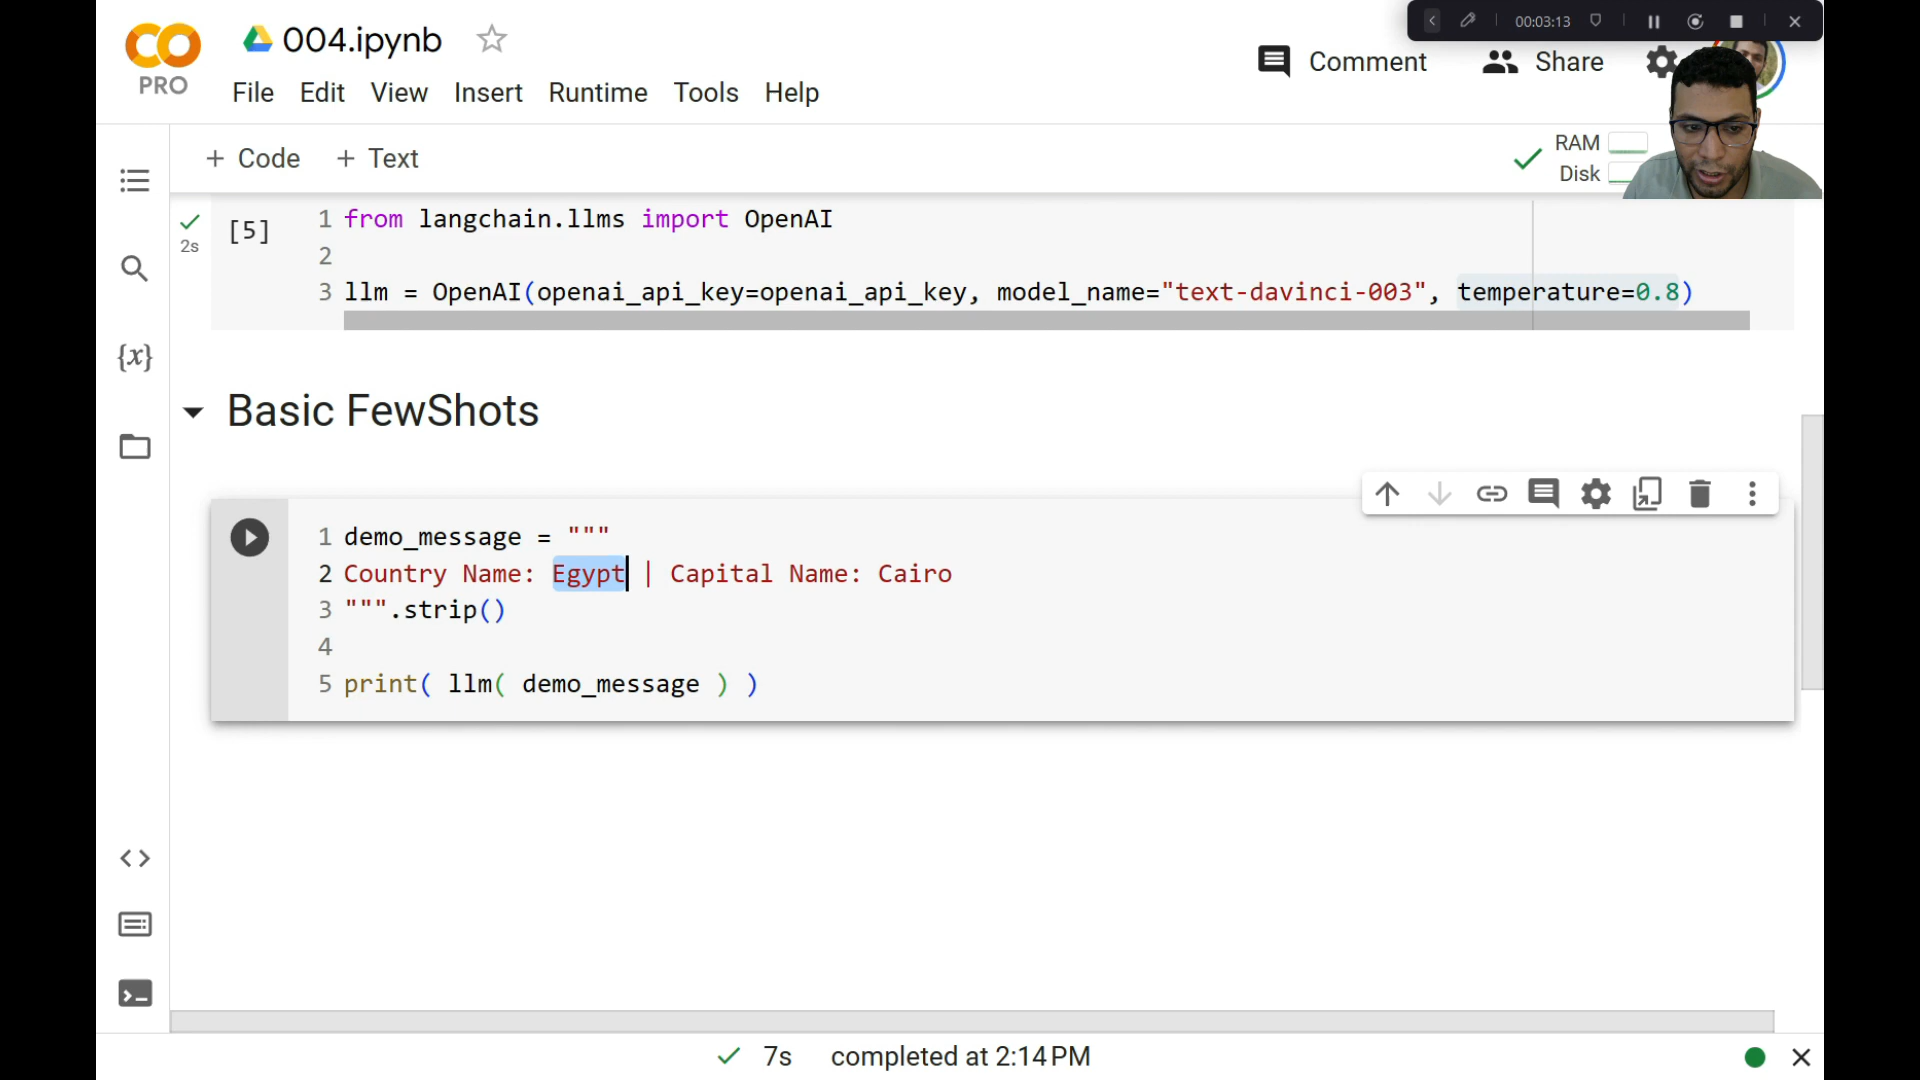 00:03:13
PRO
004.ipynb
Comment
Share
File Edit View Insert Runtime Tools Help
+ Code + Text
RAM
Disk
2s
[5]
1 from langchain.llms import OpenAI
2
3 llm = OpenAI(openai_api_key=openai_api_key, model_name="text-davinci-003", temperature=0.8)
{x}
Basic FewShots
1 demo_message = """
2 Country Name: Egypt | Capital Name: Cairo
3 """.strip()
4
5 print( llm( demo_message ) )
7s completed at 2:14 PM